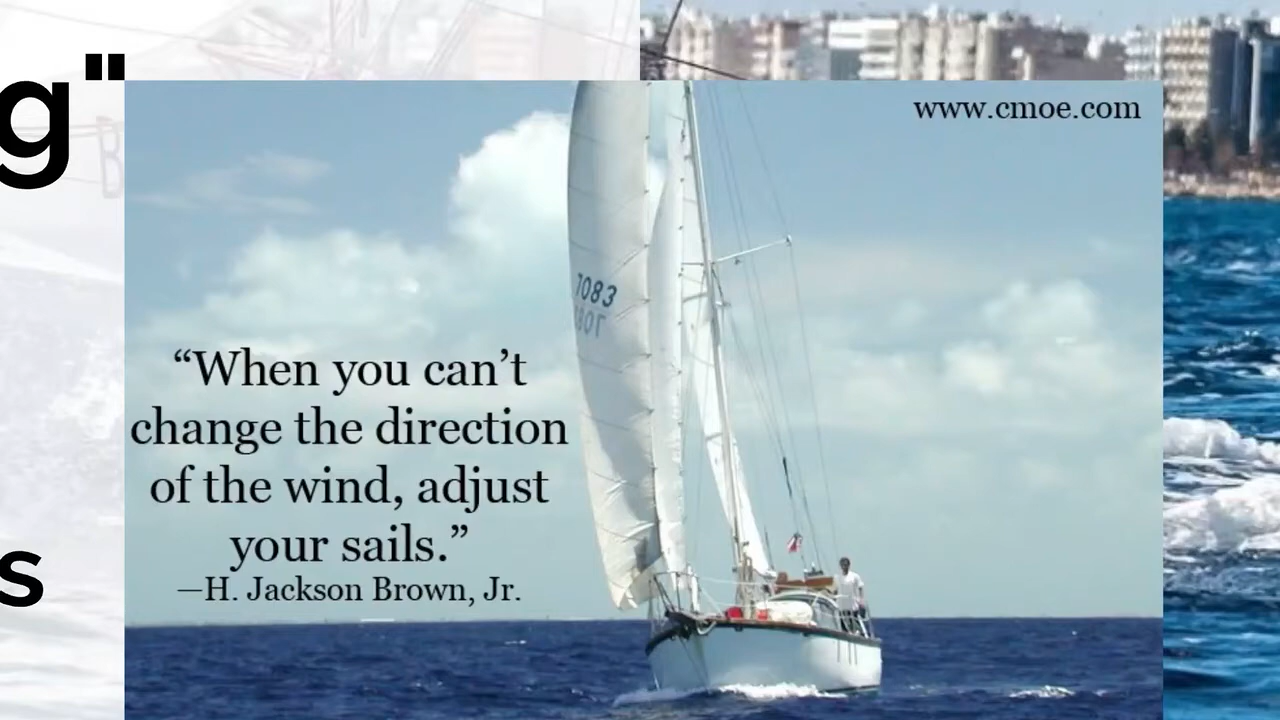 g"
www.cmoe.com
7083
“When you can’t
change the direction
of the wind, adjust
your sails.”
—H. Jackson Brown, Jr.
s